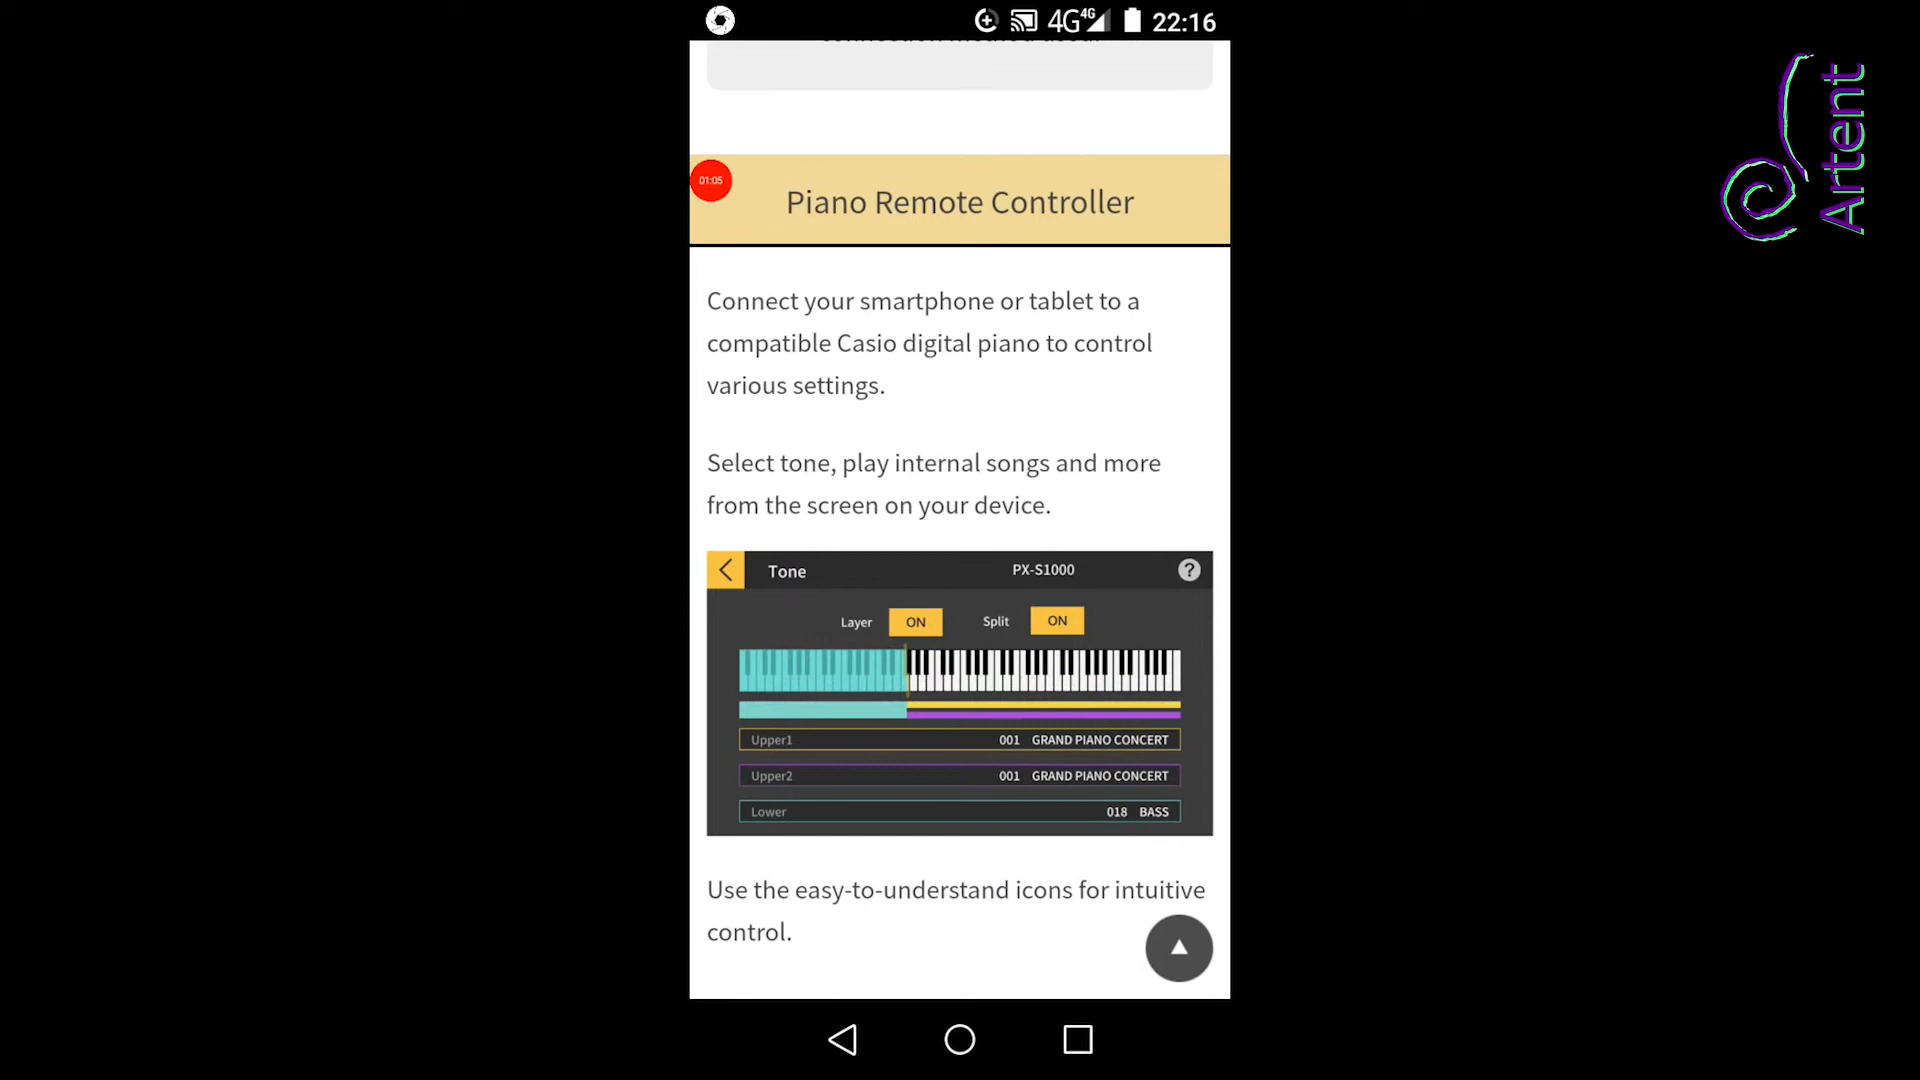 4G 4G 22:16
01:05
Piano Remote Controller
Connect your smartphone or tablet to a
compatible Casio digital piano to control
various settings.
Select tone, play internal songs and more
from the screen on your device.
Tone PX-S1000 ?
Layer ON Split ON
Upper1 001 GRAND PIANO CONCERT
Upper2 001 GRAND PIANO CONCERT
Lower 018 BASS
Use the easy-to-understand icons for intuitive
control.
Artent